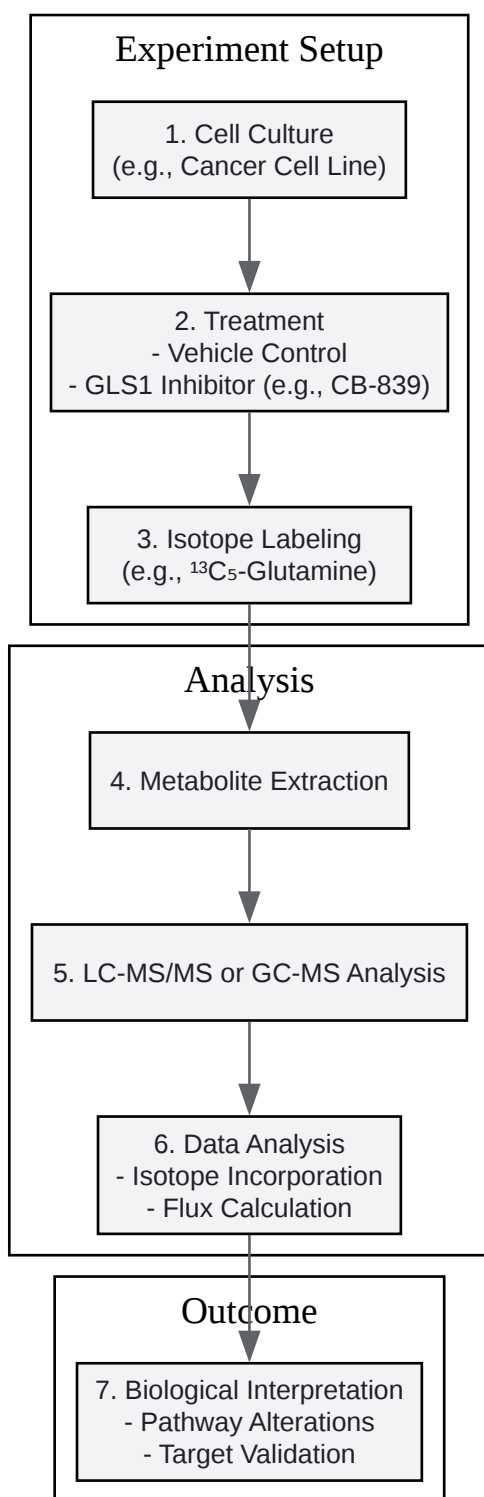 Experiment Setup
1. Cell Culture
(e.g., Cancer Cell Line)
2. Treatment
- Vehicle Control
- GLS1 Inhibitor (e.g., CB-839)
3. Isotope Labeling
(e.g., ¹³C₅-Glutamine)
Analysis
4. Metabolite Extraction
5. LC-MS/MS or GC-MS Analysis
6. Data Analysis
- Isotope Incorporation
- Flux Calculation
Outcome
7. Biological Interpretation
- Pathway Alterations
- Target Validation